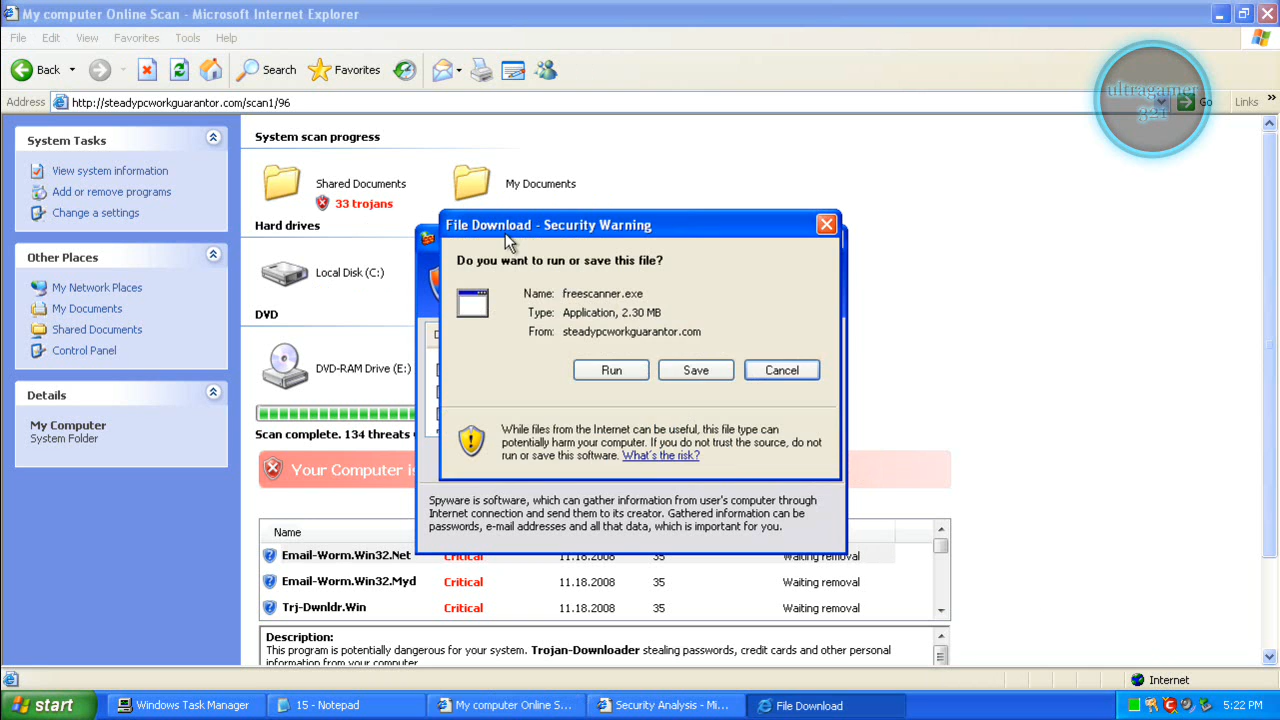 My computer Online Scan - Microsoft Internet Explorer
File Edit View Favorites Tools Help
Back Search Favorites
Address http://steadypcworkguarantor.com/scan1/96 Go Links »
ultragamer
321
System Tasks
View system information
Add or remove programs
Change a settings
Other Places
My Network Places
My Documents
Shared Documents
Control Panel
Details
My Computer
System Folder
System scan progress
Shared Documents
33 trojans
My Documents
Hard drives
Local Disk (C:)
DVD
DVD-RAM Drive (E:)
Scan complete. 134 threats
Your Computer is
File Download - Security Warning
Do you want to run or save this file?
Name: freescanner.exe
Type: Application, 2.30 MB
From: steadypcworkguarantor.com
Run Save Cancel
While files from the Internet can be useful, this file type can
potentially harm your computer. If you do not trust the source, do not
run or save this software. What's the risk?
Spyware is software, which can gather information from user's computer through
Internet connection and send them to its creator. Gathered information can be
passwords, e-mail addresses and all that data, which is important for you.
Name
Email-Worm.Win32.Net Critical 11.18.2008 35 Waiting removal
Email-Worm.Win32.Myd Critical 11.18.2008 35 Waiting removal
Trj-Dwnldr.Win Critical 11.18.2008 35 Waiting removal
Description:
This program is potentially dangerous for your system. Trojan-Downloader stealing passwords, credit cards and other personal
information from your computer.
Internet
start Windows Task Manager 15 - Notepad My computer Online S... Security Analysis - Mi... File Download 5:22 PM